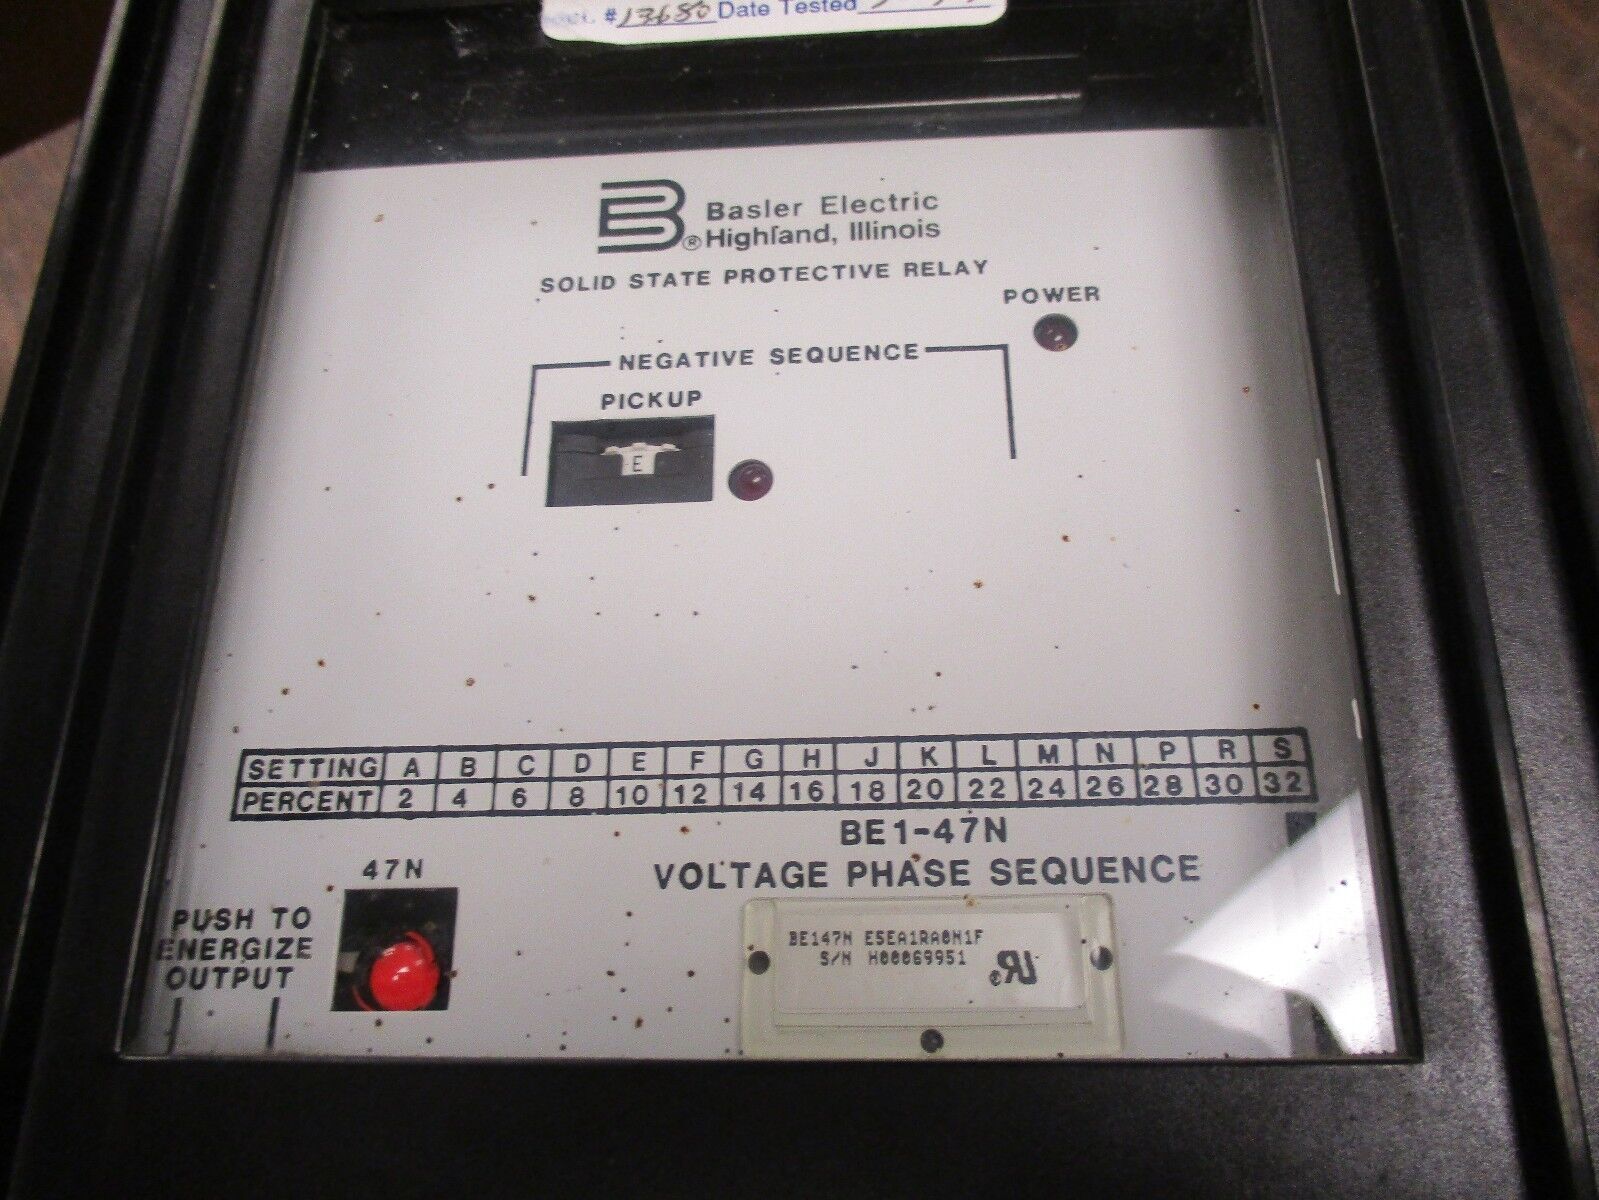 #13680 Date Tested
Basler Electric
® Highland, Illinois
SOLID STATE PROTECTIVE RELAY
POWER
NEGATIVE SEQUENCE
PICKUP
E
SETTING A B C D E F G H J K L M N P R S
PERCENT 2 4 6 8 10 12 14 16 18 20 22 24 26 28 30 32
BE1-47N
VOLTAGE PHASE SEQUENCE
47N
PUSH TO
ENERGIZE
OUTPUT
BE147N E5EA1RA0N1F
S/N H00069951